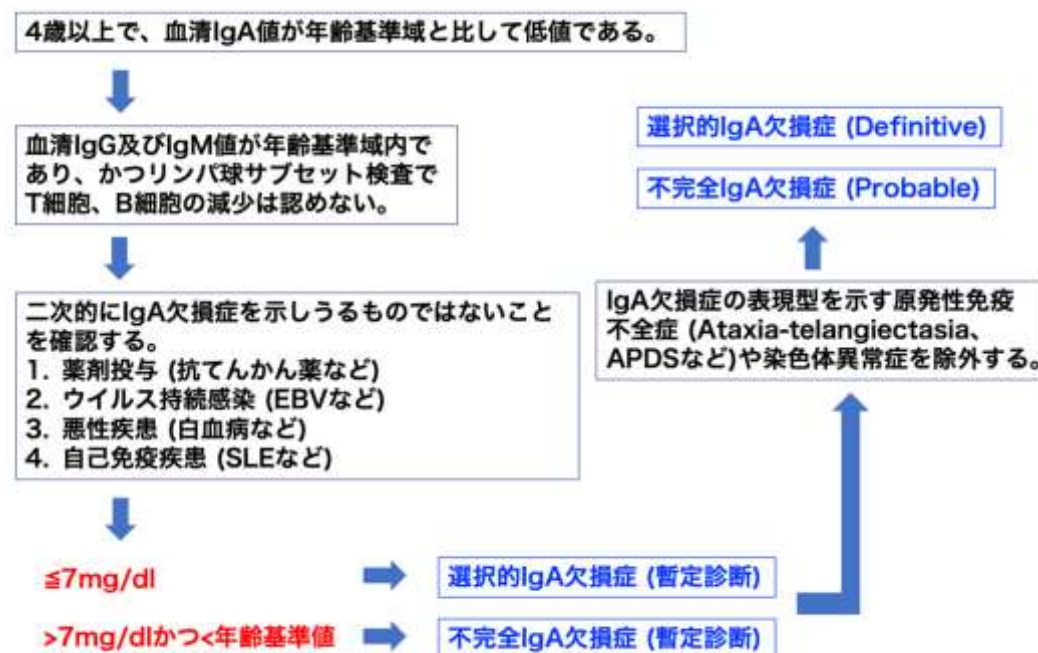 4歳以上で、血清IgA値が年齢基準域と比して低値である。
血清IgG及びIgM値が年齢基準域内で
あり、かつリンパ球サブセット検査で
T細胞、B細胞の減少は認めない。
二次的にIgA欠損症を示しうるものではないこと
を確認する。
1. 薬剤投与 (抗てんかん薬など)
2. ウイルス持続感染 (EBVなど)
3. 悪性疾患 (白血病など)
4. 自己免疫疾患 (SLEなど)
≦7mg/dl
選択的IgA欠損症 (暫定診断)
>7mg/dlかつ<年齢基準値
不完全IgA欠損症 (暫定診断)
IgA欠損症の表現型を示す原発性免疫
不全症 (Ataxia-telangiectasia、
APDSなど)や染色体異常症を除外する。
選択的IgA欠損症 (Definitive)
不完全IgA欠損症 (Probable)